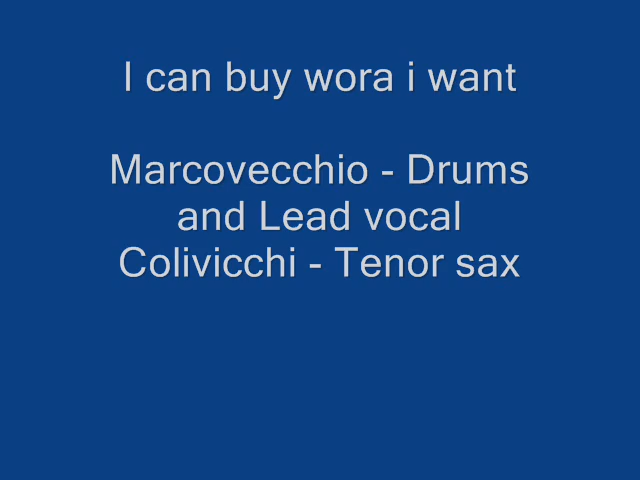 I can buy wora i want
Marcovecchio - Drums
and Lead vocal
Colivicchi - Tenor sax